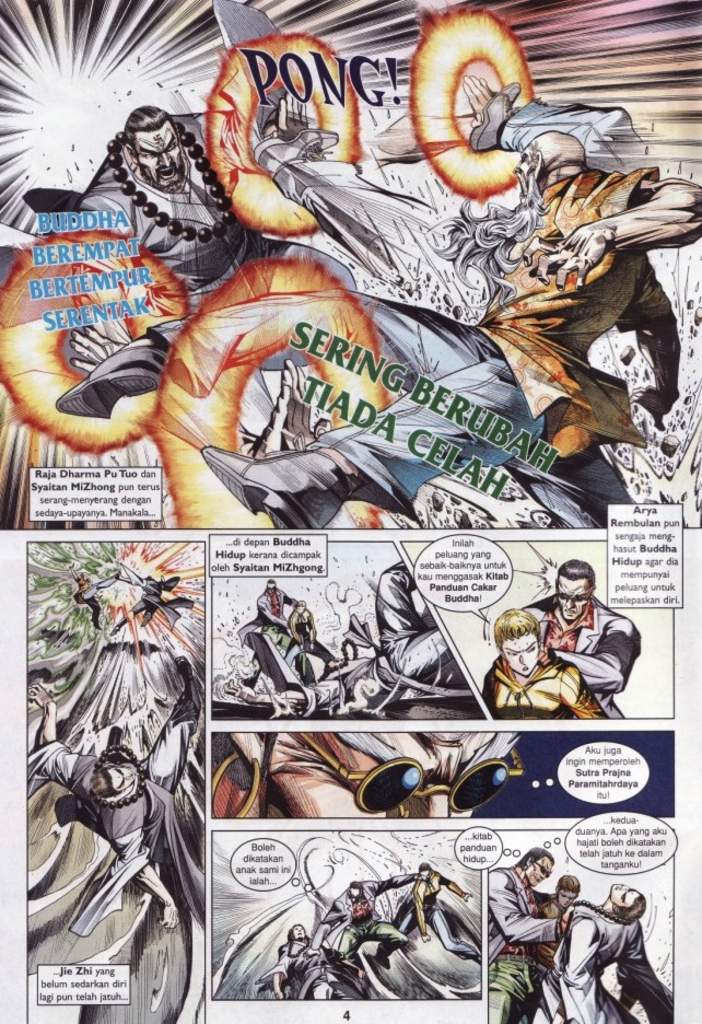 PONG!
BUDDHA
BEREMPAT
BERTEMPUR
SERENTAK
SERING BERUBAH
TIADA CELAH
Raja Dharma Pu Tuo dan
Syaitan MiZhong pun terus
serang-menyerang dengan
sedaya-upayanya. Manakala...
...Jie Zhi yang
belum sedarkan diri
lagi pun telah jatuh...
...di depan Buddha
Hidup kerana dicampak
oleh Syaitan MiZhgong.
Inilah
peluang yang
sebaik-baiknya untuk
kau menggasak Kitab
Panduan Cakar
Buddha!
Arya
Rembulan pun
sengaja meng-
hasut Buddha
Hidup agar dia
mempunyai
peluang untuk
melepaskan diri.
Aku juga
ingin memperoleh
Sutra Prajna
Paramitahrdaya
itu!
Boleh
dikatakan
anak sami ini
ialah...
...kitab
panduan
hidup...
...kedua-
duanya. Apa yang aku
hajati boleh dikatakan
telah jatuh ke dalam
tanganku!
4